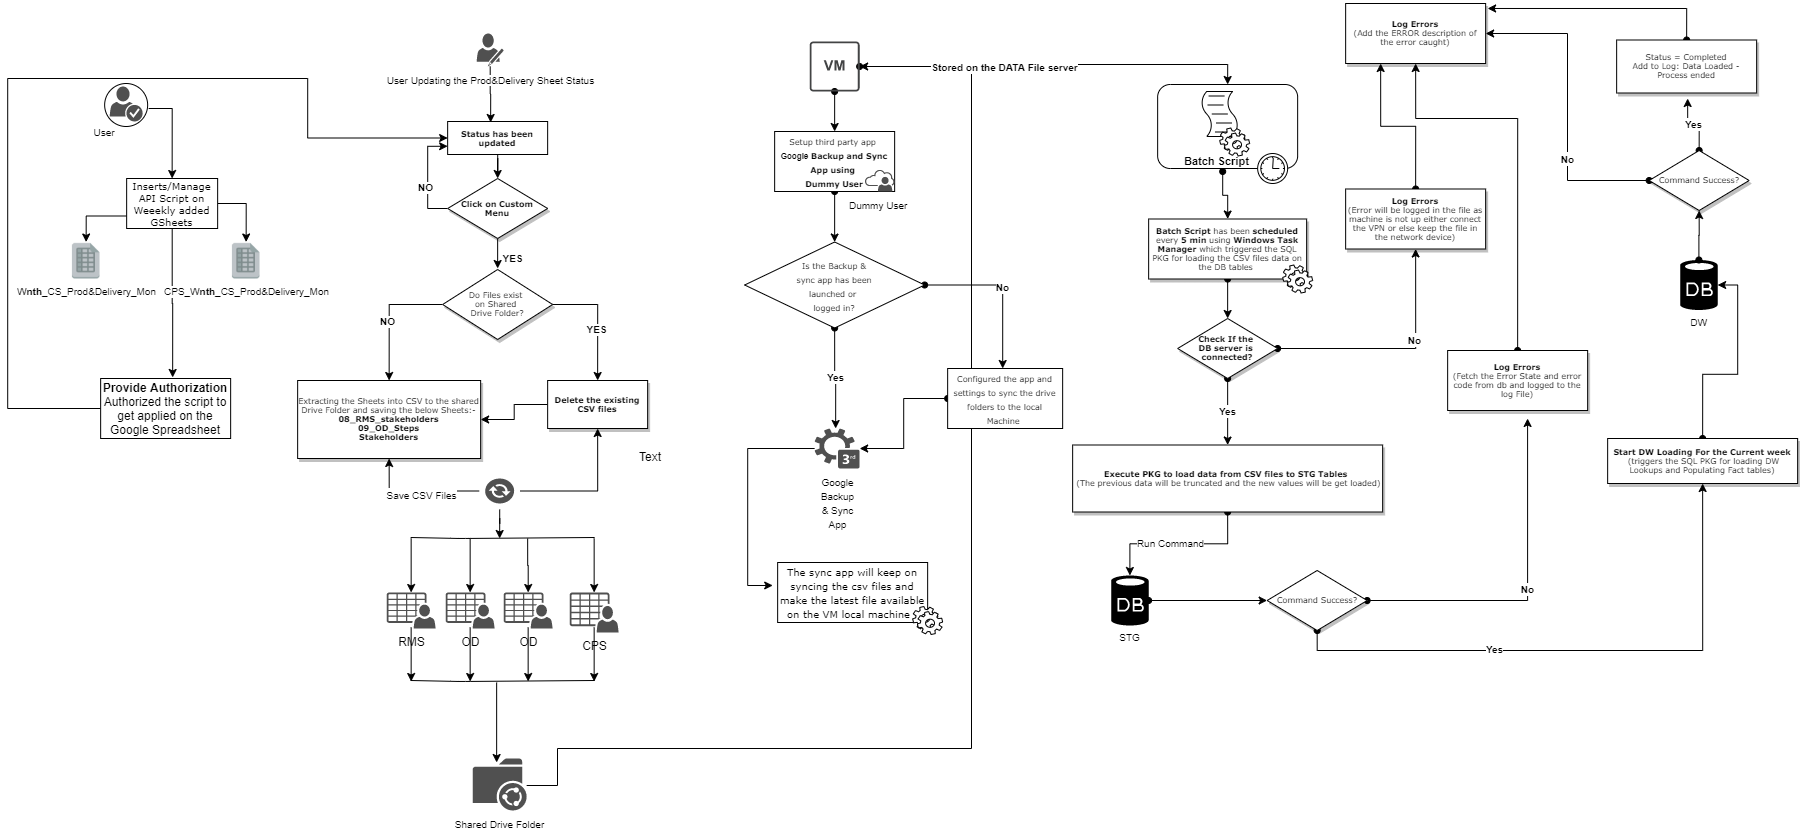 User
Inserts/Manage
API Script on
Weeekly added
GSheets
Wnth_CS_Prod&Delivery_Mon
CPS_Wnth_CS_Prod&Delivery_Mon
Provide Authorization
Authorized the script to
get applied on the
Google Spreadsheet
User Updating the Prod&Delivery Sheet Status
Status has been
updated
NO
Click on Custom
Menu
YES
Do Files exist
on Shared
Drive Folder?
NO
YES
Extracting the Sheets into CSV to the shared
Drive Folder and saving the below Sheets:-
08_RMS_stakeholders
09_OD_Steps
Stakeholders
Delete the existing
CSV files
Text
Save CSV Files
RMS
OD
OD
CPS
Shared Drive Folder
VM
Stored on the DATA File server
Setup third party app
Google Backup and Sync
App using
Dummy User
Dummy User
Is the Backup &
sync app has been
launched or
logged in?
No
Yes
Configured the app and
settings to sync the drive
folders to the local
Machine
3rd
Google
Backup
& Sync
App
The sync app will keep on
syncing the csv files and
make the latest file available
on the VM local machine
Batch Script
Batch Script has been scheduled
every 5 min using Windows Task
Manager which triggered the SQL
PKG for loading the CSV files data on
the DB tables
Check If the
DB server is
connected?
No
Yes
Execute PKG to load data from CSV files to STG Tables
(The previous data will be truncated and the new values will be get loaded)
Run Command
DB
STG
Command Success?
No
Yes
Log Errors
(Add the ERROR description of
the error caught)
Log Errors
(Error will be logged in the file as
machine is not up either connect
the VPN or else keep the file in
the network device)
Log Errors
(Fetch the Error State and error
code from db and logged to the
log File)
Status = Completed
Add to Log: Data Loaded -
Process ended
Yes
No
Command Success?
DB
DW
Start DW Loading For the Current week
(triggers the SQL PKG for loading DW
Lookups and Populating Fact tables)